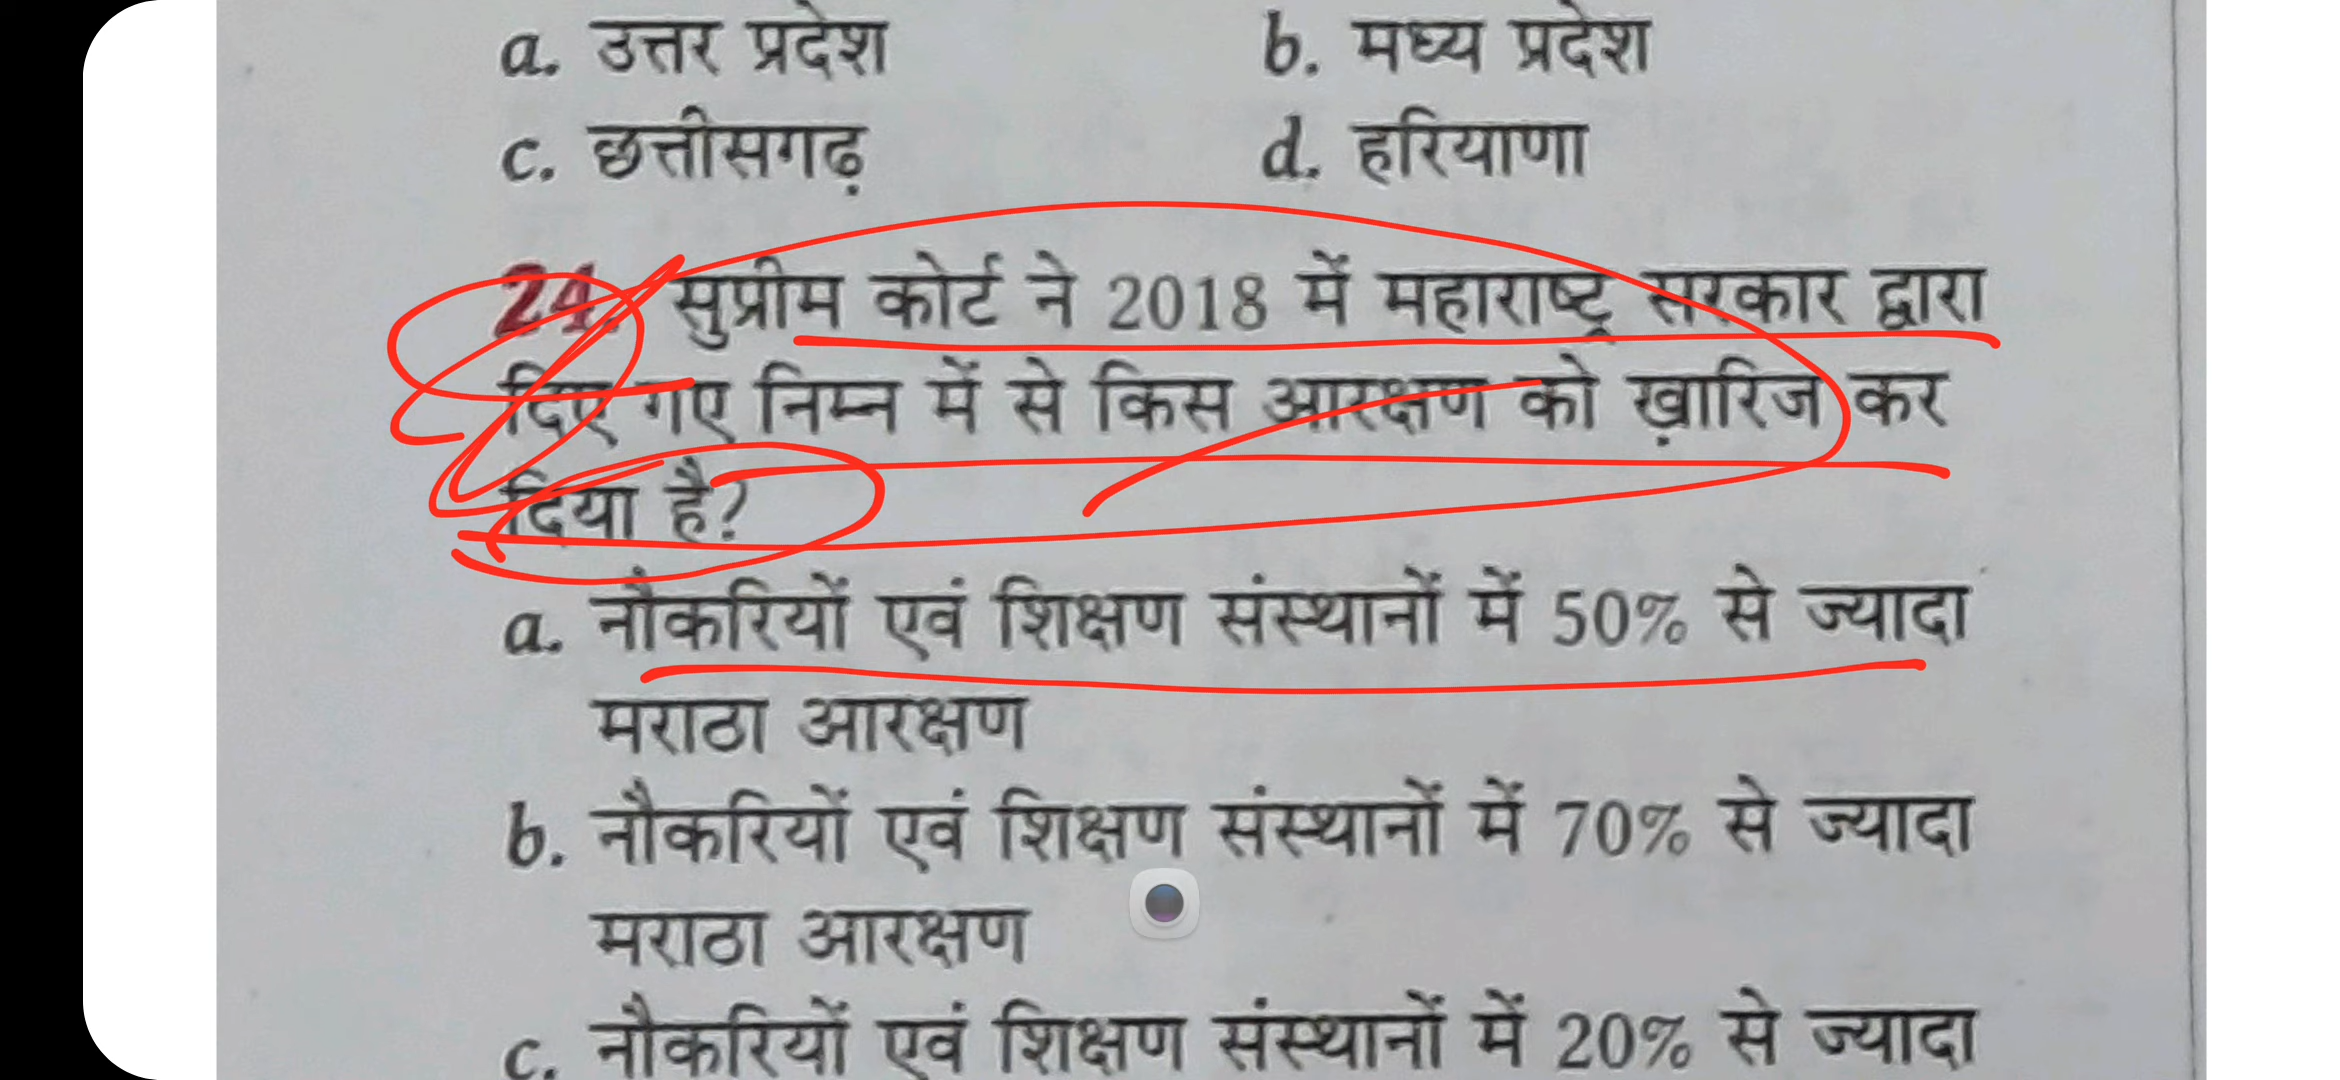 a. उत्तर प्रदेश b. मध्य प्रदेश
c. छत्तीसगढ़ d. हरियाणा
24. सुप्रीम कोर्ट ने 2018 में महाराष्ट्र सरकार द्वारा
दिए गए निम्न में से किस आरक्षण को ख़ारिज कर
दिया है?
a. नौकरियों एवं शिक्षण संस्थानों में 50% से ज्यादा
मराठा आरक्षण
b. नौकरियों एवं शिक्षण संस्थानों में 70% से ज्यादा
मराठा आरक्षण
c. नौकरियों एवं शिक्षण संस्थानों में 20% से ज्यादा